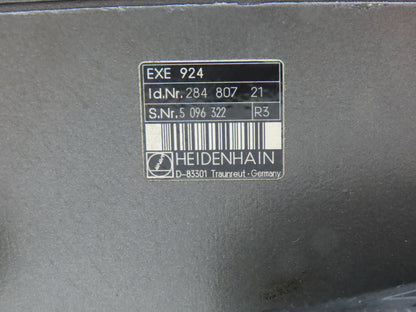 EXE 924
Id.Nr. 284 807 21
S.Nr. 5 096 322 R3
HEIDENHAIN
D-83301 Traunreut · Germany